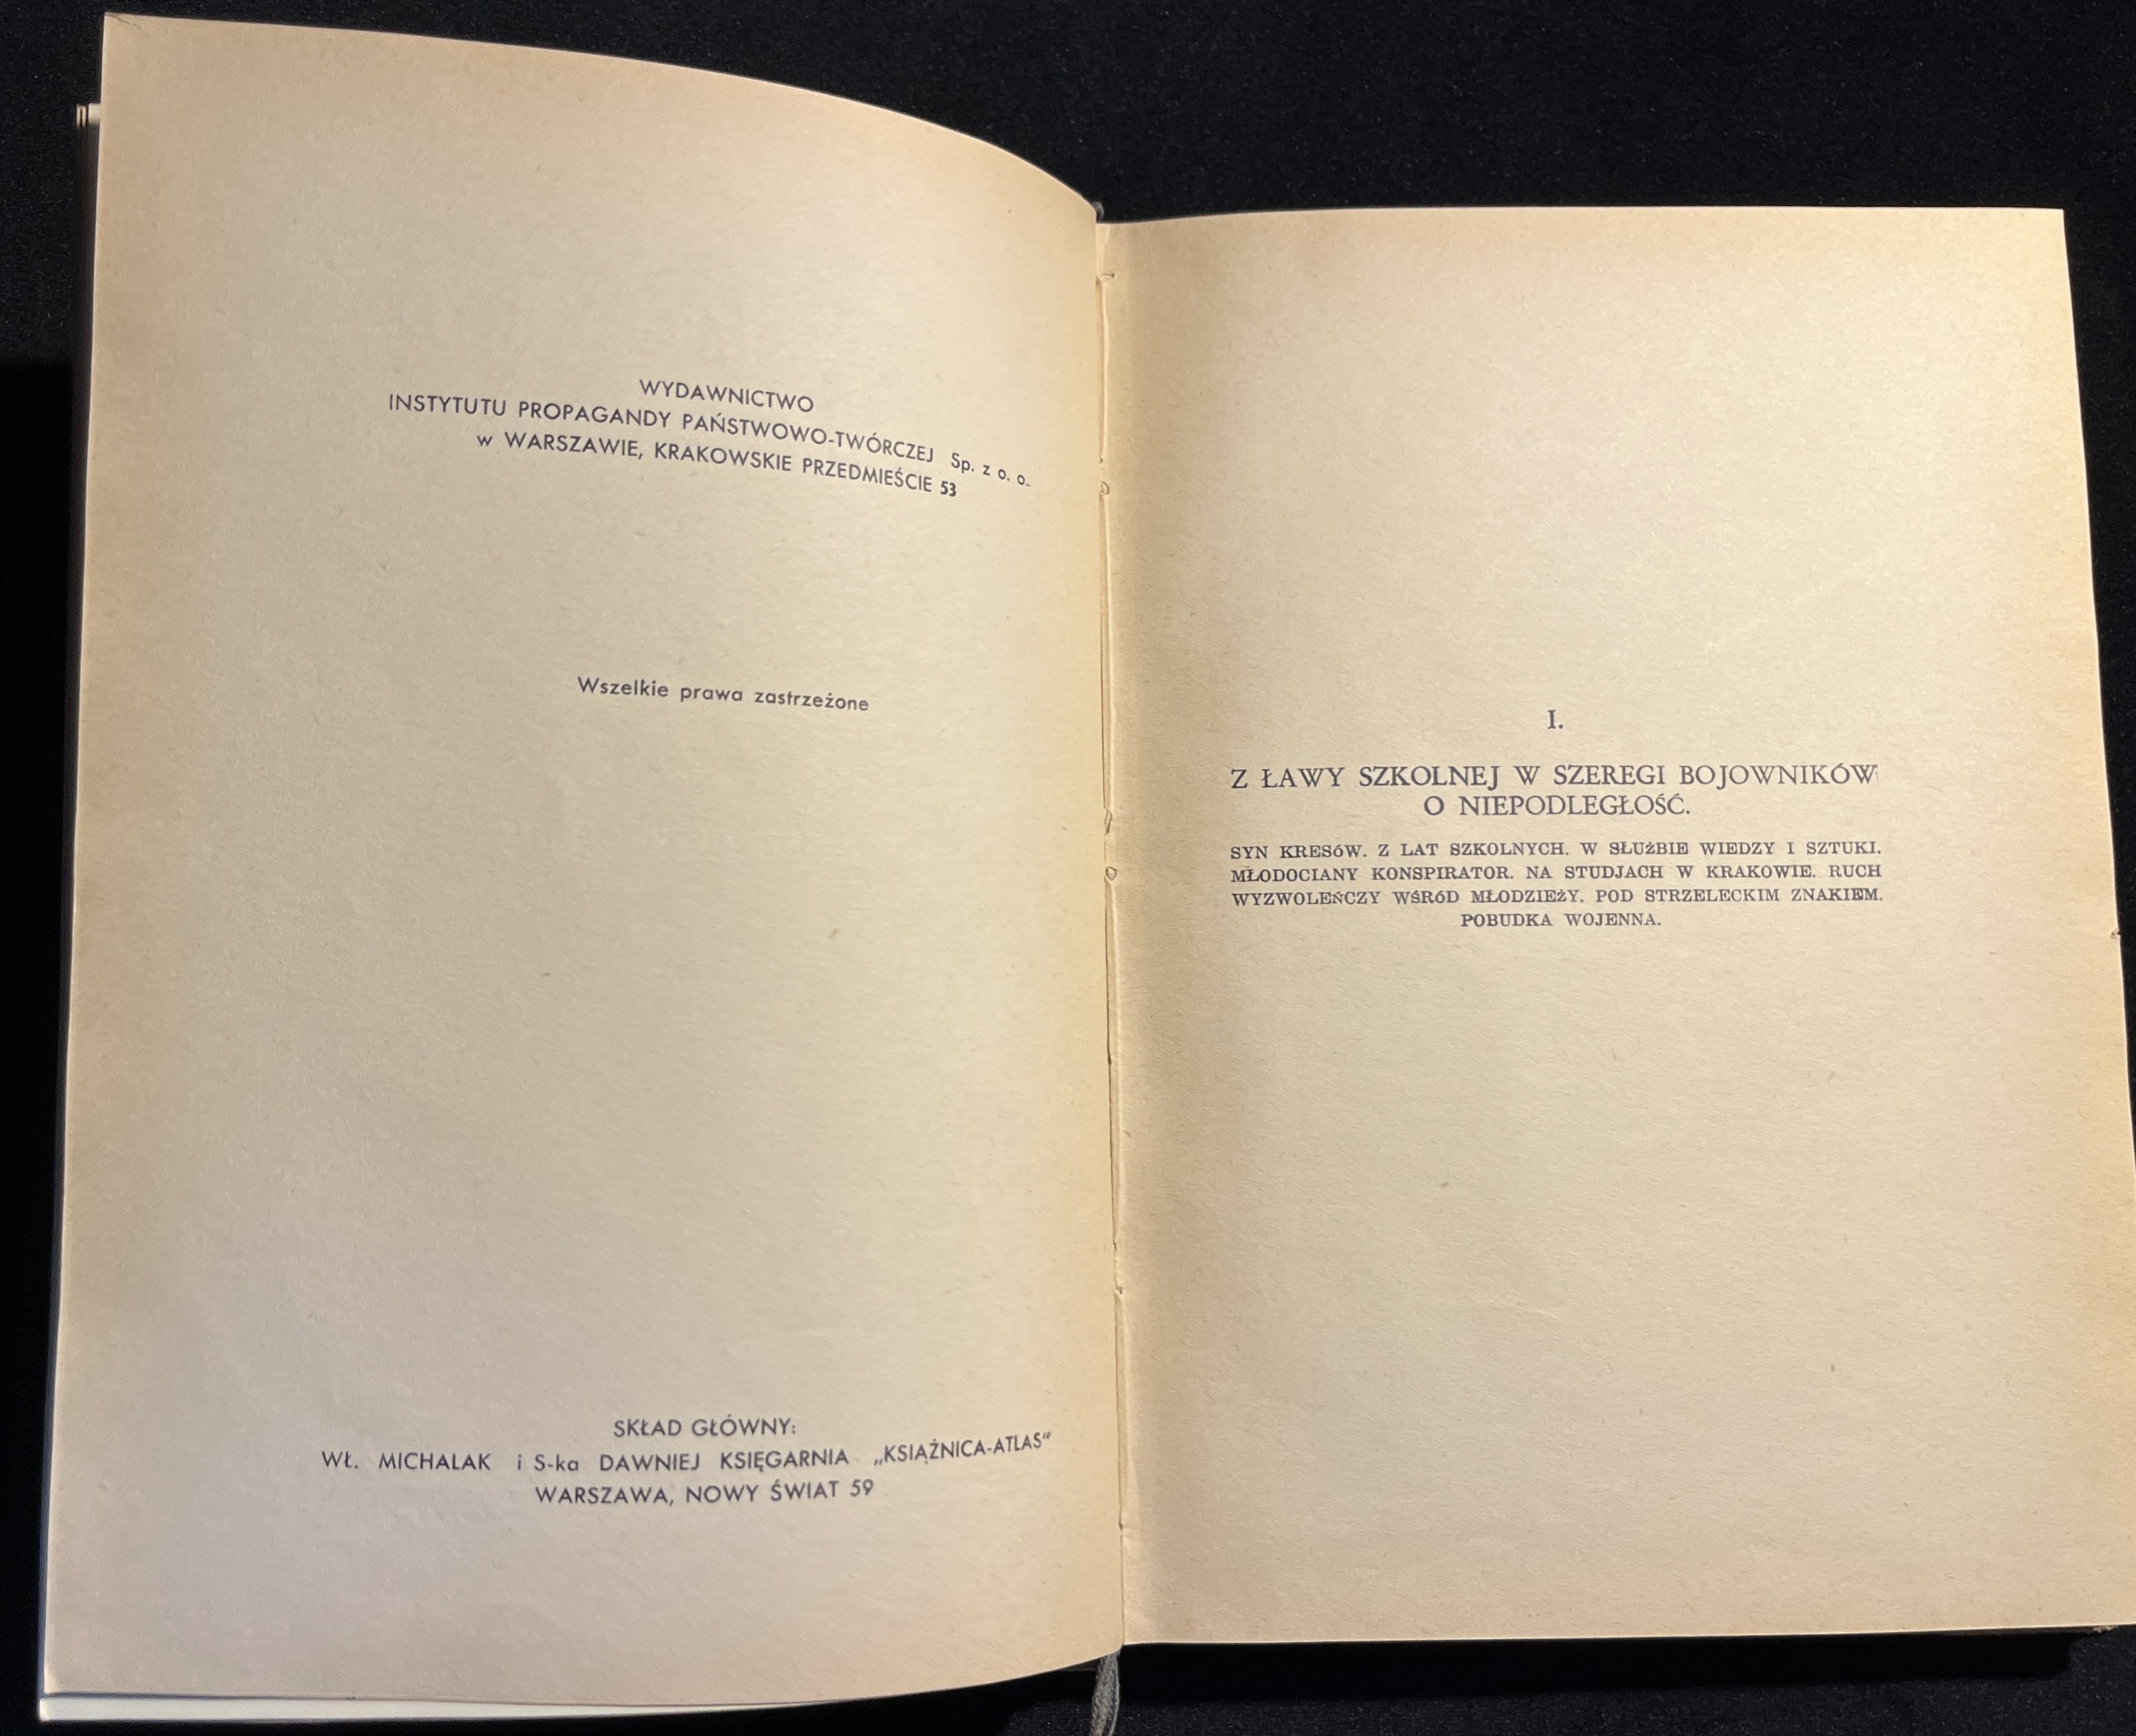 WYDAWNICTWO
INSTYTUTU PROPAGANDY PAŃSTWOWO-TWÓRCZEJ Sp. z o. o.
w WARSZAWIE, KRAKOWSKIE PRZEDMIEŚCIE 53
Wszelkie prawa zastrzeżone
SKŁAD GŁÓWNY:
WŁ. MICHALAK i S-ka DAWNIEJ KSIĘGARNIA „KSIĄŻNICA-ATLAS"
WARSZAWA, NOWY ŚWIAT 59
I.
Z ŁAWY SZKOLNEJ W SZEREGI BOJOWNIKÓW
O NIEPODLEGŁOŚĆ.
SYN KRESÓW. Z LAT SZKOLNYCH. W SŁUŻBIE WIEDZY I SZTUKI.
MŁODOCIANY KONSPIRATOR. NA STUDJACH W KRAKOWIE. RUCH
WYZWOLEŃCZY WŚRÓD MŁODZIEŻY. POD STRZELECKIM ZNAKIEM.
POBUDKA WOJENNA.